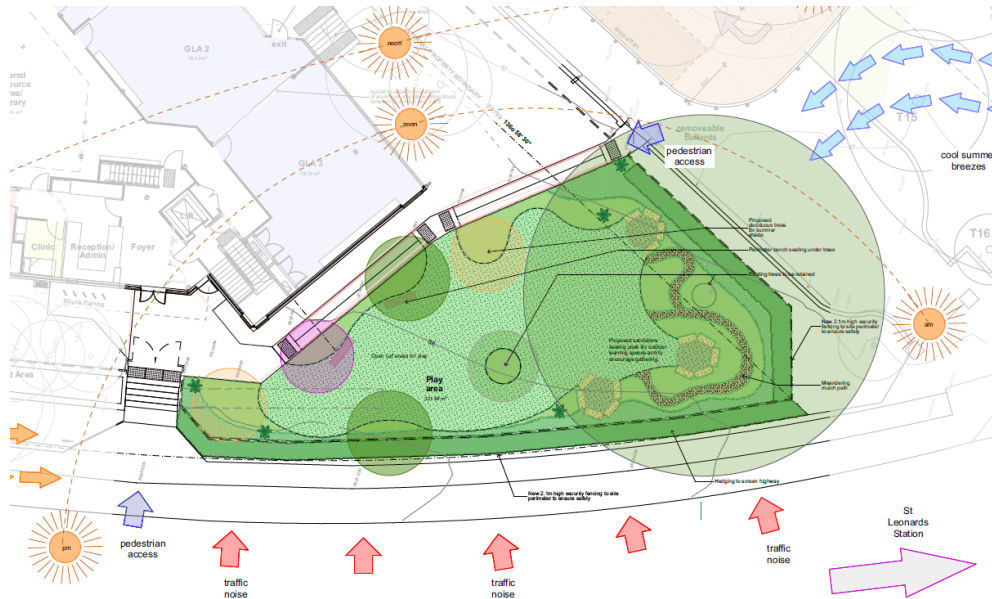 GLA 2
exit
noon
noon
GLA 3
PROPERTY BOUNDARY
removeable
bollards
pedestrian
access
T15
cool summer
breezes
T16
Clinic
Reception/
Admin
Foyer
Lift
Bicycle Parking
Proposed
deciduous trees
for summer
shade
Perimeter bench seating under trees
Existing trees to be retained
New 2.1m high security
fencing to site
perimeter to
ensure safety
am
Open turf areas for play
Proposed sandstone
seating pods for outdoor
learning spaces and to
encourage gathering
Play
area
Meandering
mulch path
Hedging to screen highway
New 2.1m high security fencing to site
perimeter to ensure safety
pm
pedestrian
access
traffic
noise
traffic
noise
traffic
noise
St
Leonards
Station